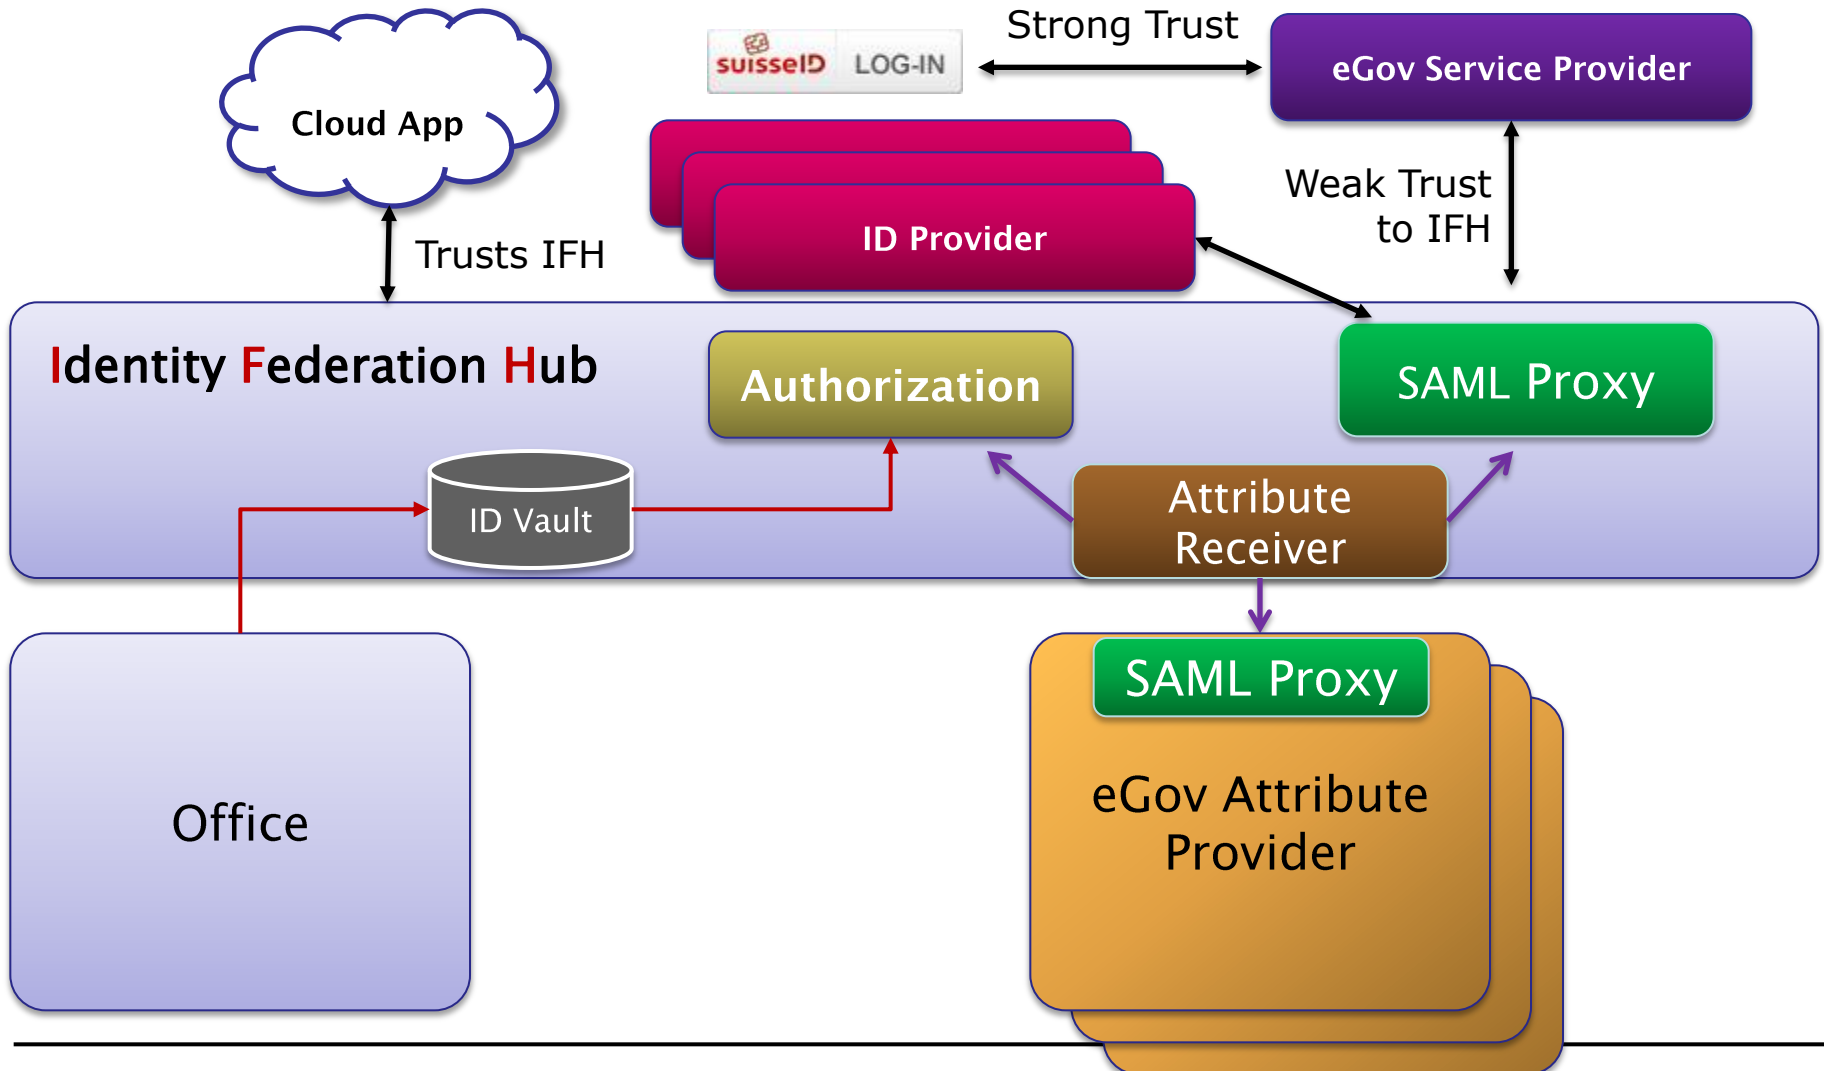 Strong Trust
suisseID LOG-IN
eGov Service Provider
Cloud App
Weak Trust
to IFH
ID Provider
Trusts IFH
Identity Federation Hub
Authorization
SAML Proxy
ID Vault
Attribute
Receiver
SAML Proxy
eGov Attribute
Provider
Office